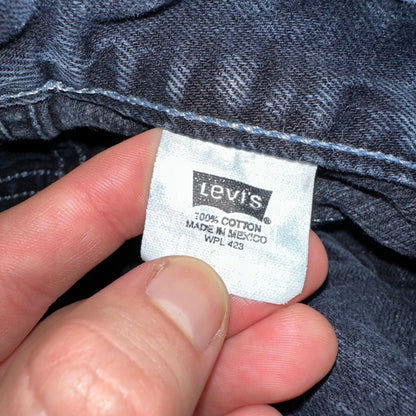 Levi's
®
100% COTTON
MADE IN MEXICO
WPL 423